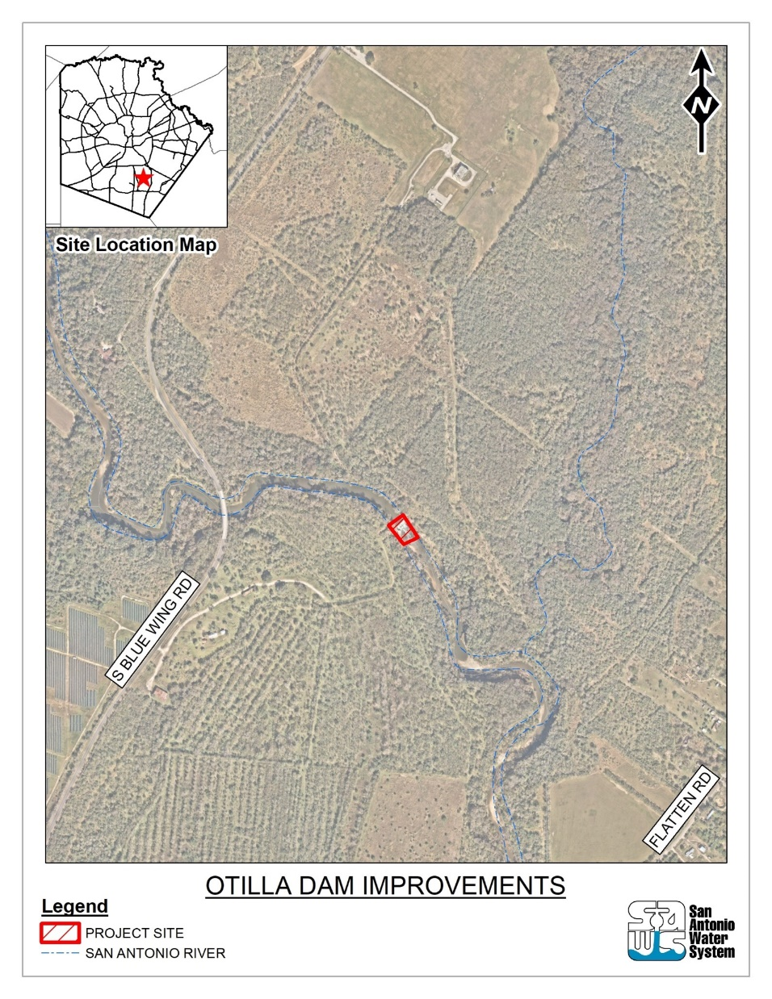 Site Location Map
N
S BLUE WING RD
FLATTEN RD
OTILLA DAM IMPROVEMENTS
Legend
PROJECT SITE
SAN ANTONIO RIVER
SAWS
San
Antonio
Water
System